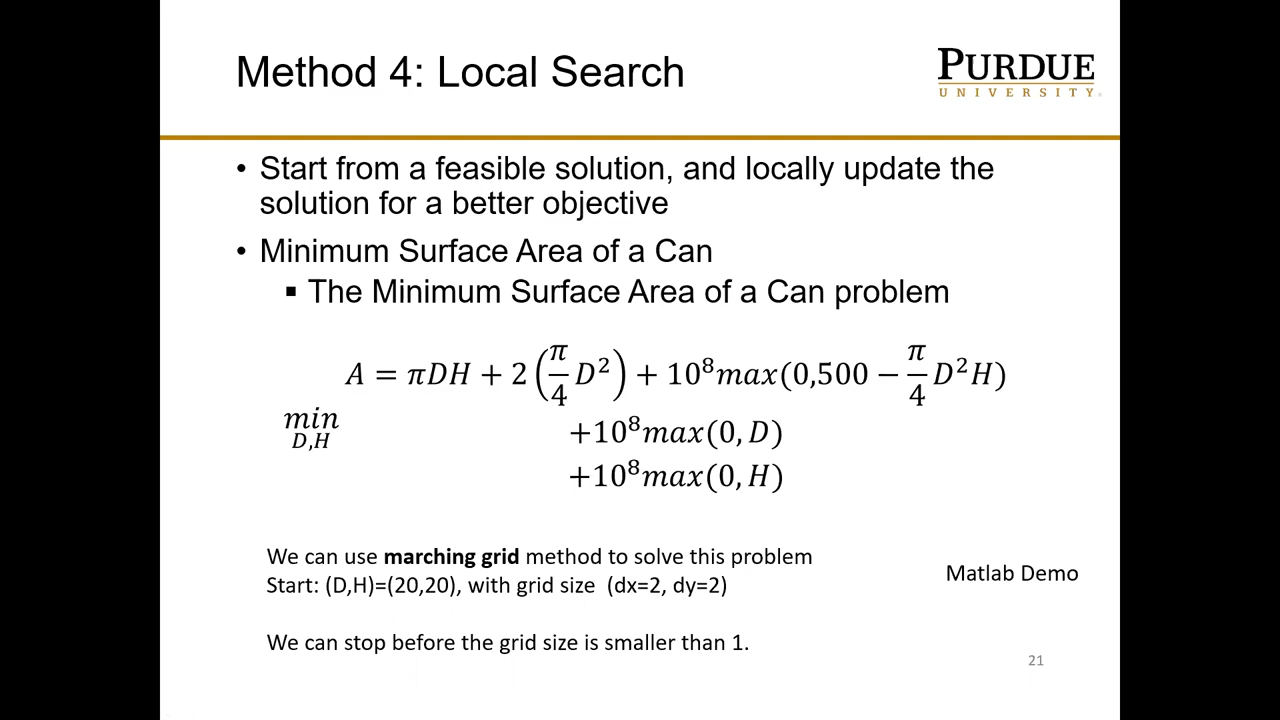 Method 4: Local Search
PURDUE
UNIVERSITY
• Start from a feasible solution, and locally update the
solution for a better objective
• Minimum Surface Area of a Can
▪ The Minimum Surface Area of a Can problem
A = πDH + 2(π/4 D²) + 10⁸max(0,500 − π/4 D²H)
min
D,H
+10⁸max(0, D)
+10⁸max(0, H)
We can use marching grid method to solve this problem
Start: (D,H)=(20,20), with grid size (dx=2, dy=2)
Matlab Demo
We can stop before the grid size is smaller than 1.
21